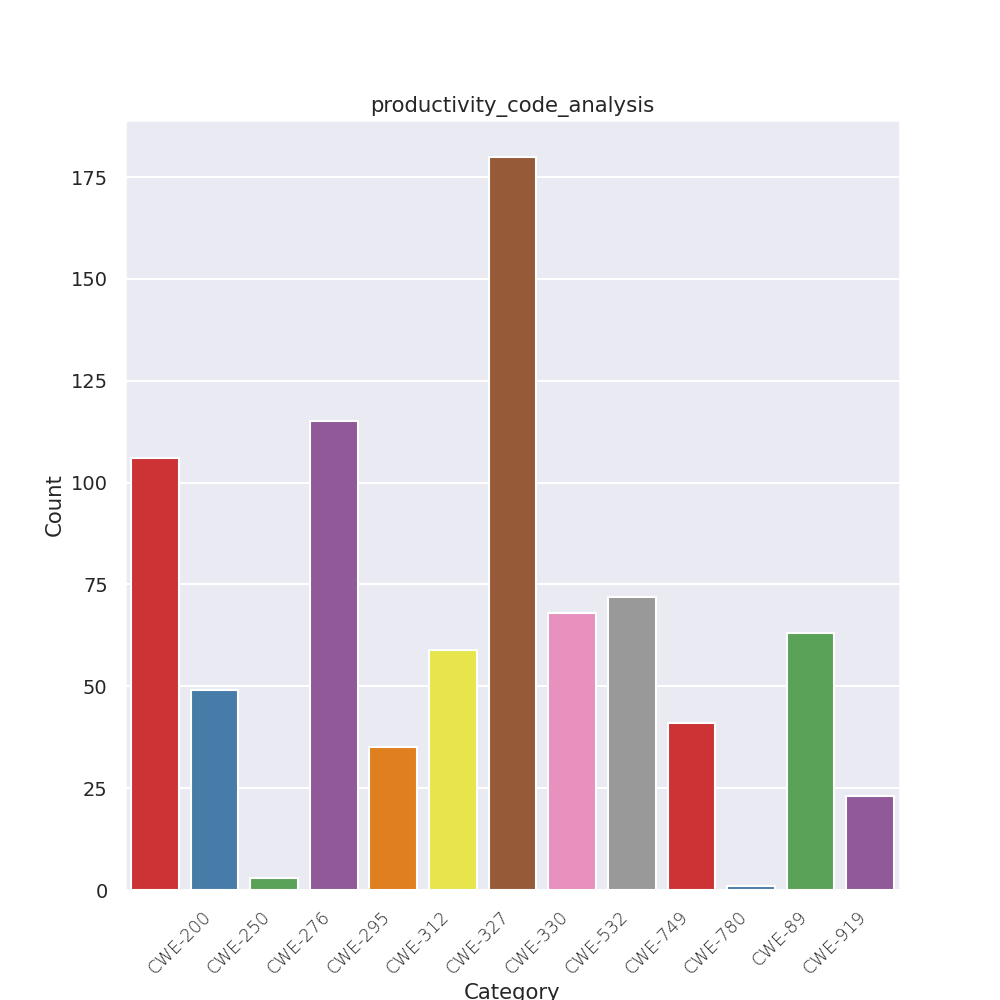 productivity_code_analysis
175
150
125
100
75
50
25
0
Count
CWE-200 CWE-250 CWE-276 CWE-295 CWE-312 CWE-327 CWE-330 CWE-532 CWE-749 CWE-780 CWE-89 CWE-919
Category